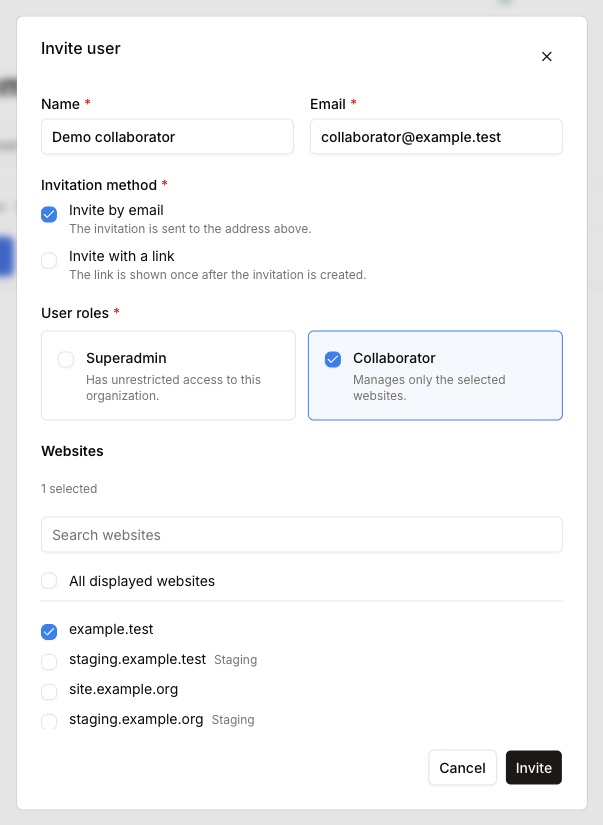 Invite user
Name *
Email *
Demo collaborator
collaborator@example.test
Invitation method *
Invite by email
The invitation is sent to the address above.
Invite with a link
The link is shown once after the invitation is created.
User roles *
Superadmin
Has unrestricted access to this
organization.
Collaborator
Manages only the selected
websites.
Websites
1 selected
Search websites
All displayed websites
example.test
staging.example.test Staging
site.example.org
staging.example.org Staging
Cancel
Invite